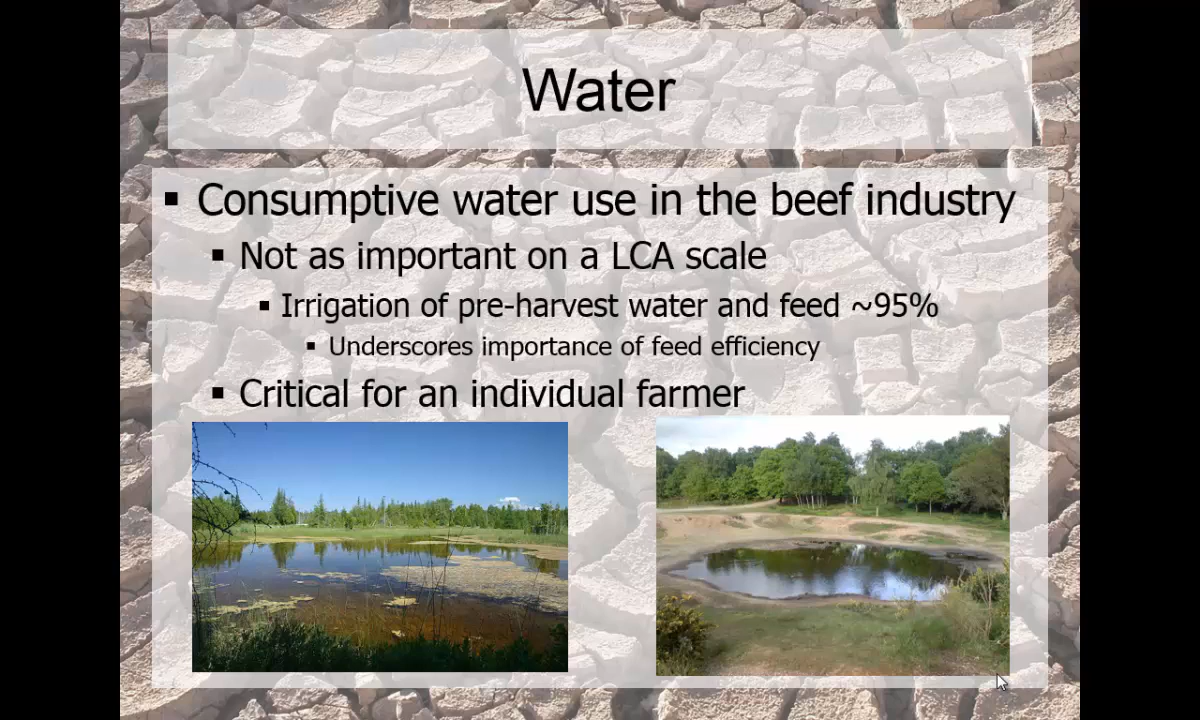 Water
▪ Consumptive water use in the beef industry
▪ Not as important on a LCA scale
▪ Irrigation of pre-harvest water and feed ~95%
▪ Underscores importance of feed efficiency
▪ Critical for an individual farmer